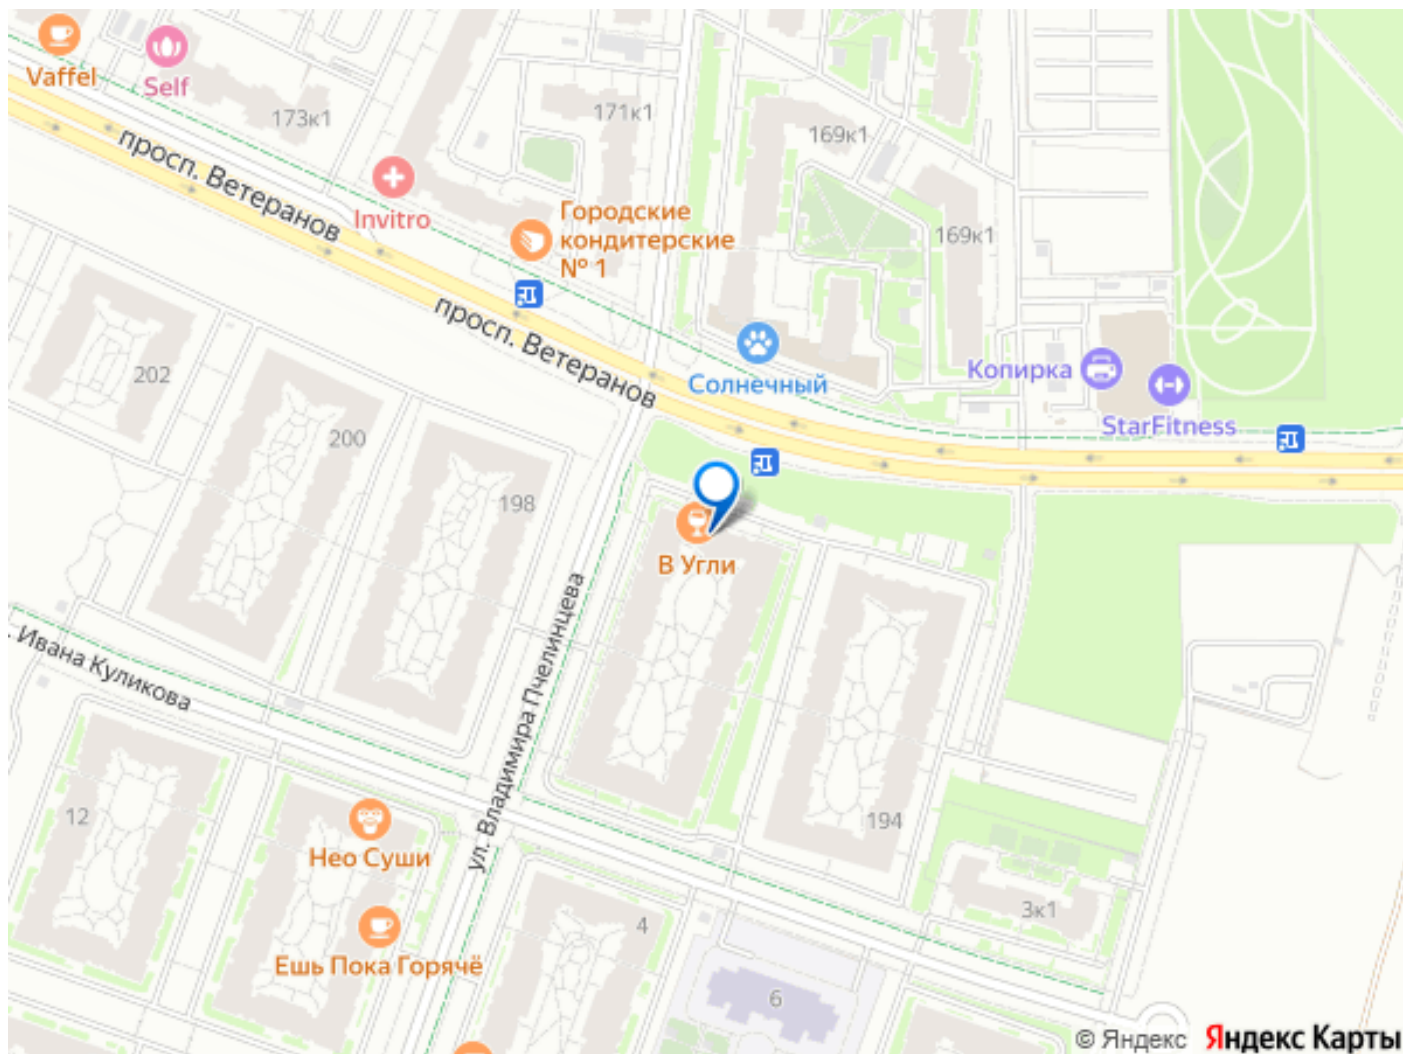 Vaffel
Self
173к1
171к1
169к1
просп. Ветеранов
Invitro
Городские
кондитерские
№ 1
169к1
просп. Ветеранов
Солнечный
Копирка
StarFitness
202
200
198
В Угли
ул. Владимира Пчелинцева
Ивана Куликова
12
Нео Суши
194
4
3к1
Ешь Пока Горячё
6
© Яндекс Яндекс Карты